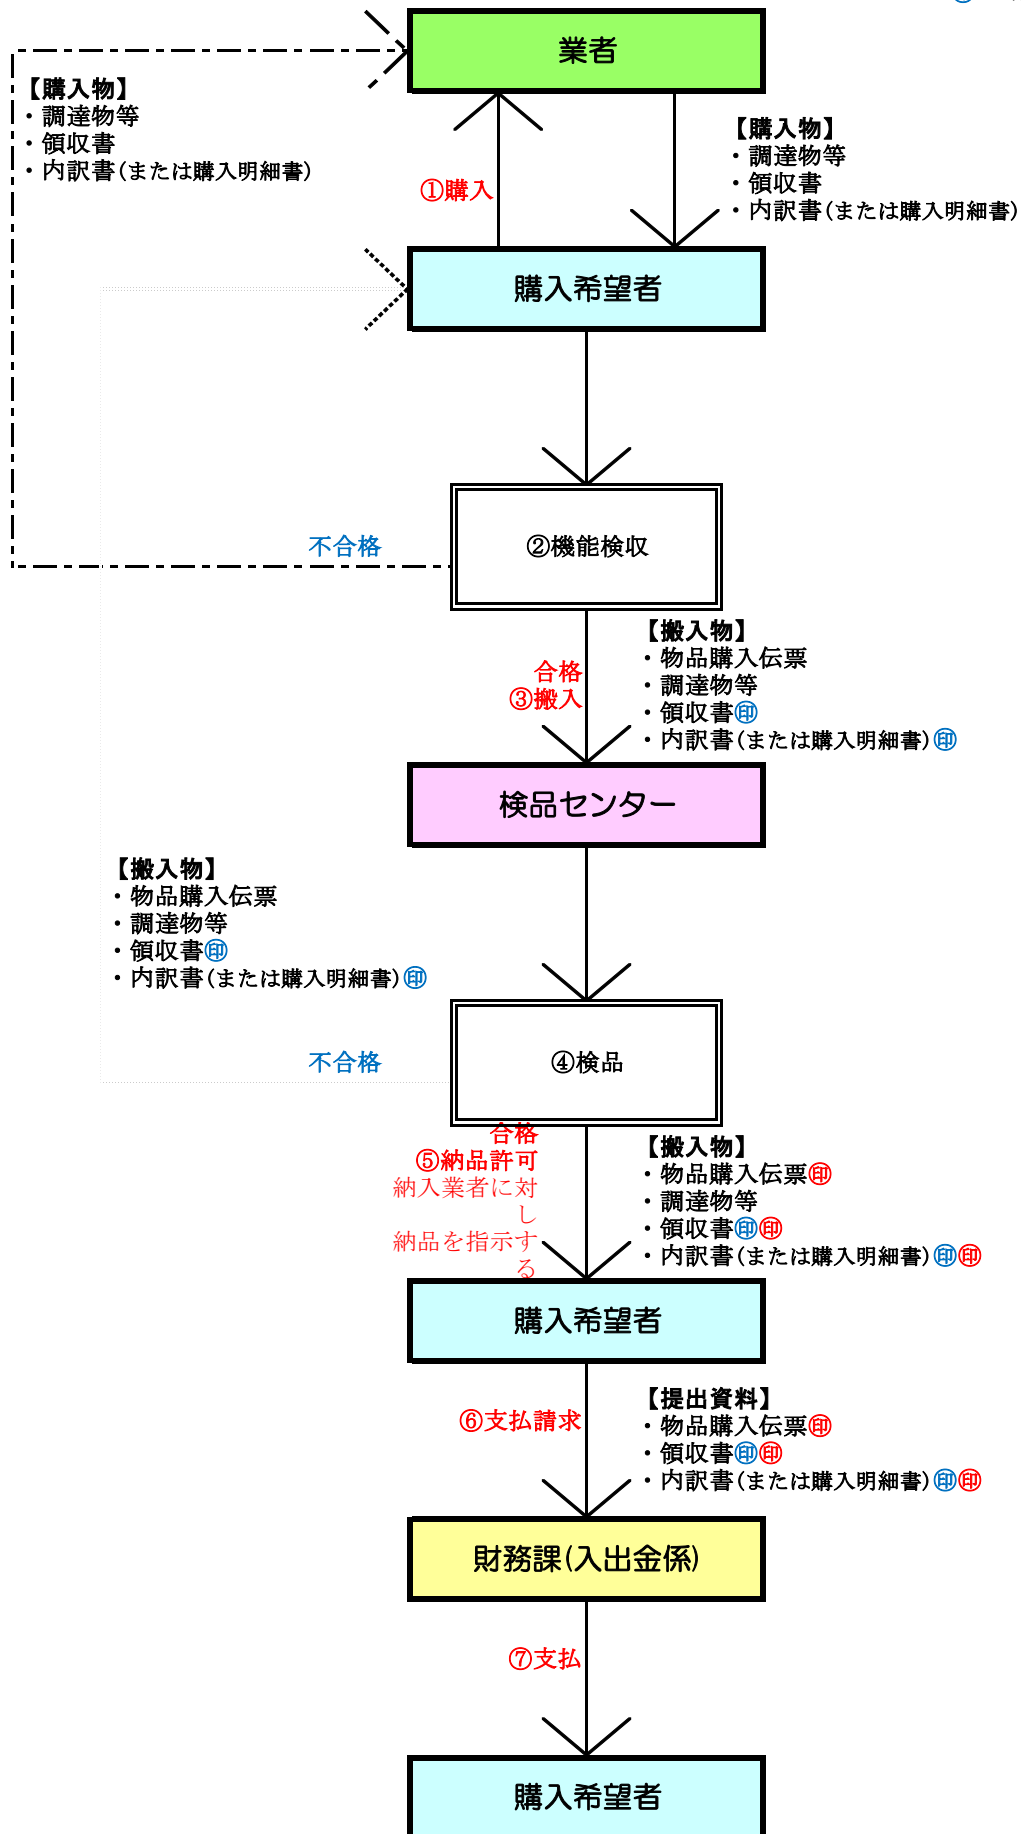 業者
【購入物】
・調達物等
・領収書
・内訳書(または購入明細書)
【購入物】
・調達物等
・領収書
・内訳書(または購入明細書)
①購入
購入希望者
不合格
②機能検収
合格
③搬入
【搬入物】
・物品購入伝票
・調達物等
・領収書㊞
・内訳書(または購入明細書)㊞
検品センター
【搬入物】
・物品購入伝票
・調達物等
・領収書㊞
・内訳書(または購入明細書)㊞
不合格
④検品
合格
⑤納品許可
納入業者に対
し
納品を指示す
る
【搬入物】
・物品購入伝票㊞
・調達物等
・領収書㊞㊞
・内訳書(または購入明細書)㊞㊞
購入希望者
⑥支払請求
【提出資料】
・物品購入伝票㊞
・領収書㊞㊞
・内訳書(または購入明細書)㊞㊞
財務課(入出金係)
⑦支払
購入希望者